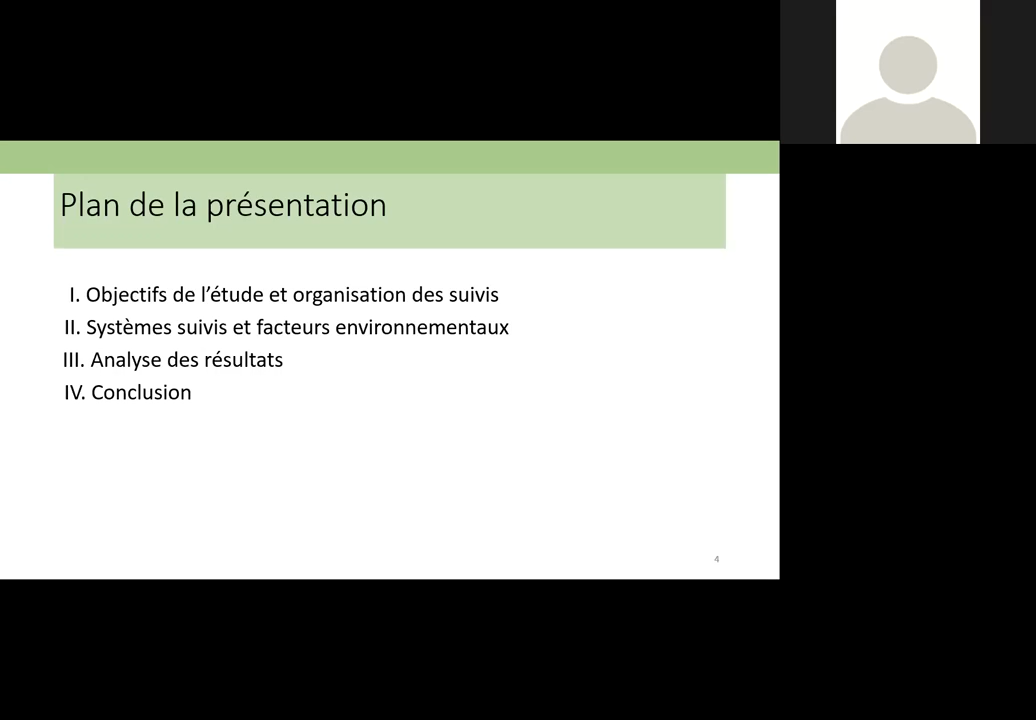 Plan de la présentation
I. Objectifs de l’étude et organisation des suivis
II. Systèmes suivis et facteurs environnementaux
III. Analyse des résultats
IV. Conclusion
4